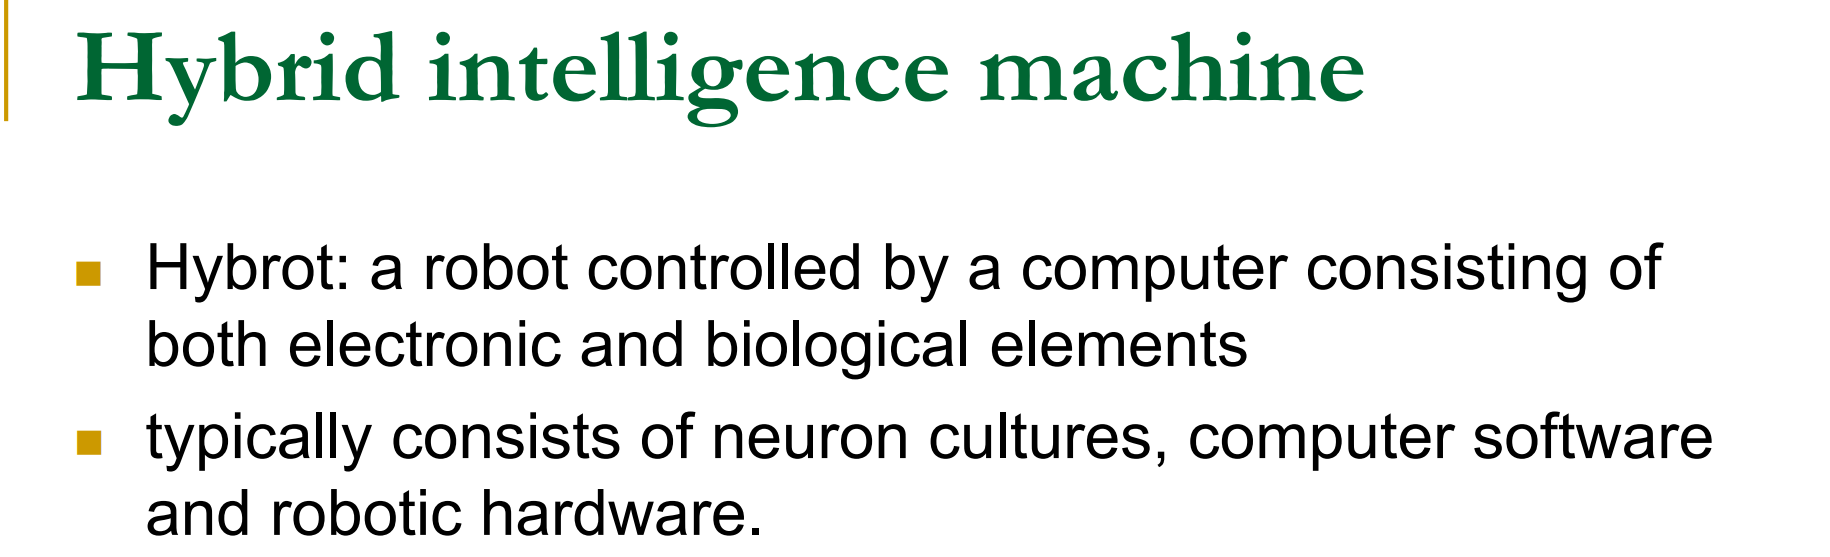 Hybrid intelligence machine
Hybrot: a robot controlled by a computer consisting of
both electronic and biological elements
typically consists of neuron cultures, computer software
and robotic hardware.